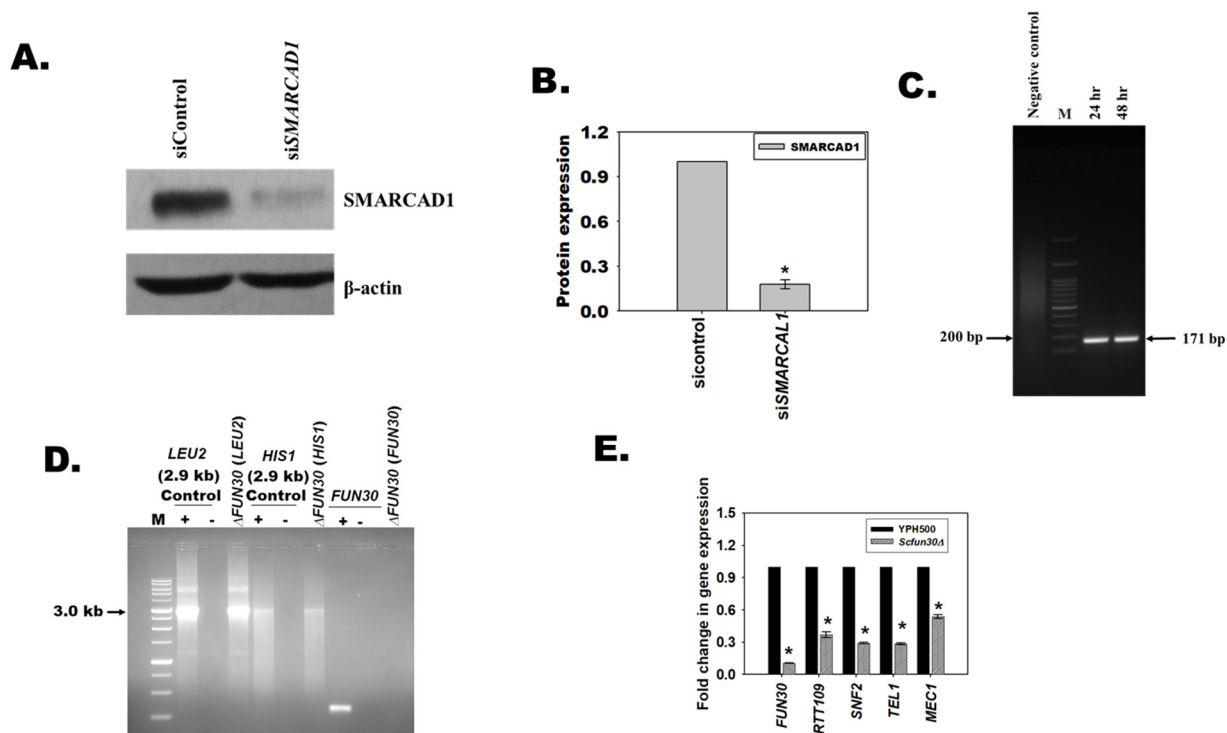 A.
siControl
siSMARCAD1
SMARCAD1
β-actin
B.
Protein expression
1.2
0.9
0.6
0.3
0.0
SMARCAD1
*
sicontrol
siSMARCAL1
C.
Negative control
M
24 hr
48 hr
200 bp
171 bp
D.
LEU2
(2.9 kb)
Control
ΔFUN30 (LEU2)
HIS1
(2.9 kb)
Control
ΔFUN30 (HIS1)
FUN30
ΔFUN30 (FUN30)
M + - + - + -
3.0 kb
E.
Fold change in gene expression
1.5
1.2
0.9
0.6
0.3
0.0
YPH500
Scfun30Δ
* * * * *
FUN30
RTT109
SNF2
TEL1
MEC1